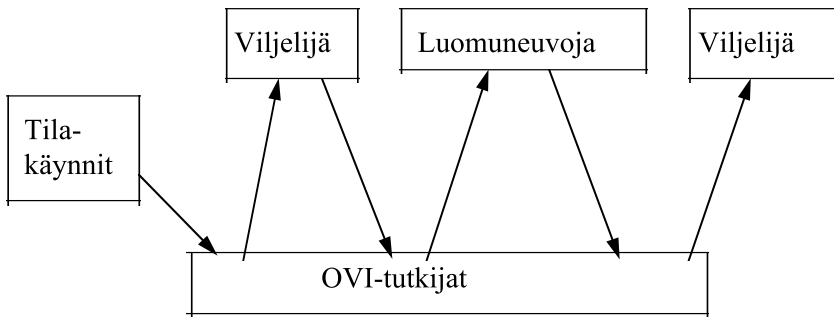 Viljelijä
Luomuneuvoja
Viljelijä
Tila-
käynnit
OVI-tutkijat